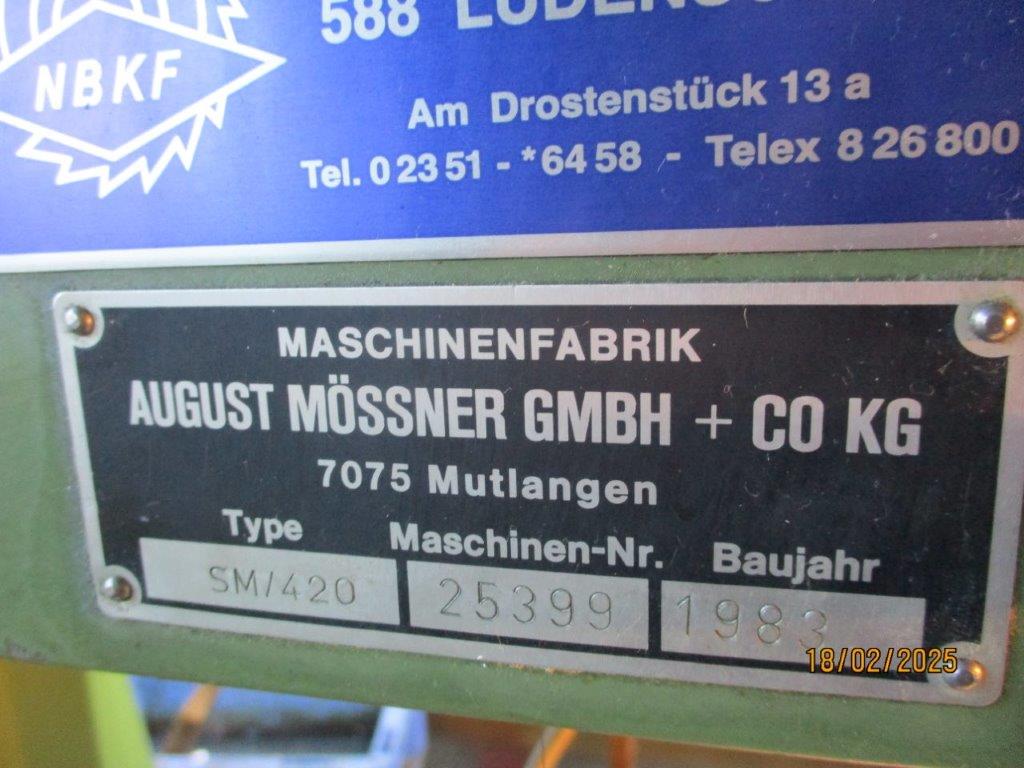 588
NBKF
Am Drostenstück 13 a
Tel. 0 23 51 - *64 58 - Telex 8 26 800
MASCHINENFABRIK
AUGUST MÖSSNER GMBH + CO KG
7075 Mutlangen
Type Maschinen-Nr. Baujahr
SM/420 25399 1983
18/02/2025